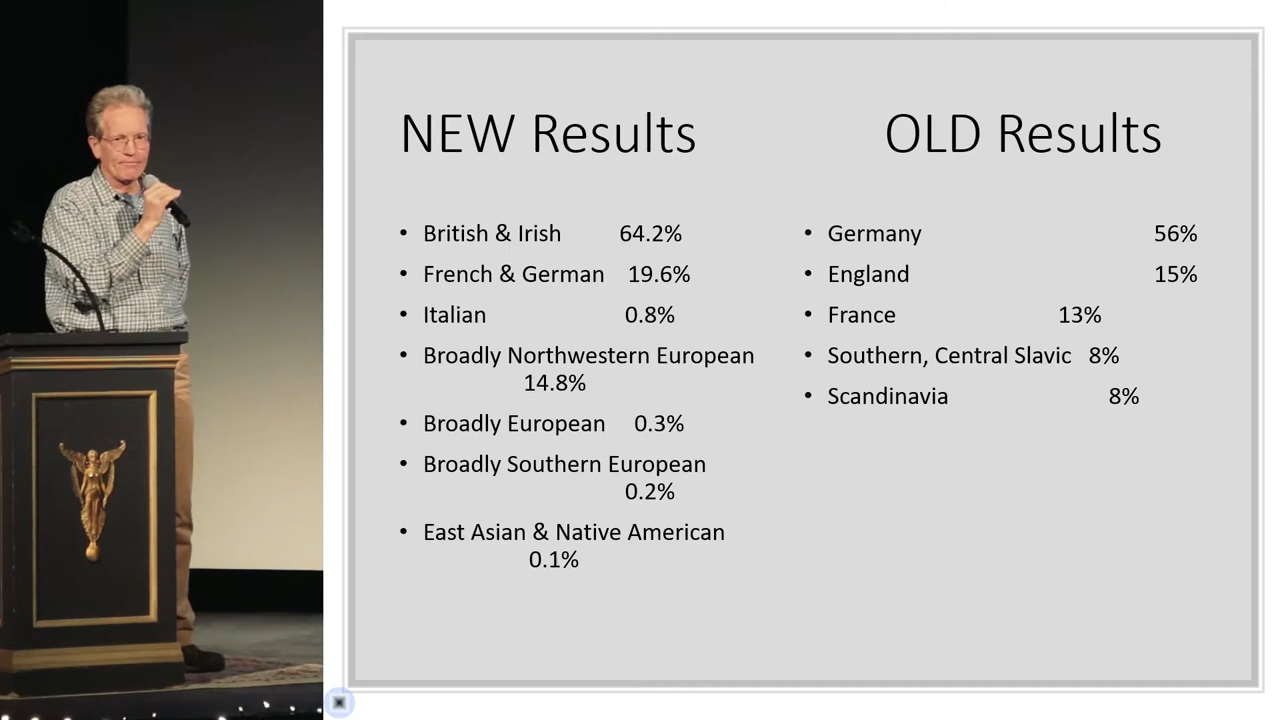 NEW Results
• British & Irish 64.2%
• French & German 19.6%
• Italian 0.8%
• Broadly Northwestern European
14.8%
• Broadly European 0.3%
• Broadly Southern European
0.2%
• East Asian & Native American
0.1%
OLD Results
• Germany 56%
• England 15%
• France 13%
• Southern, Central Slavic 8%
• Scandinavia 8%